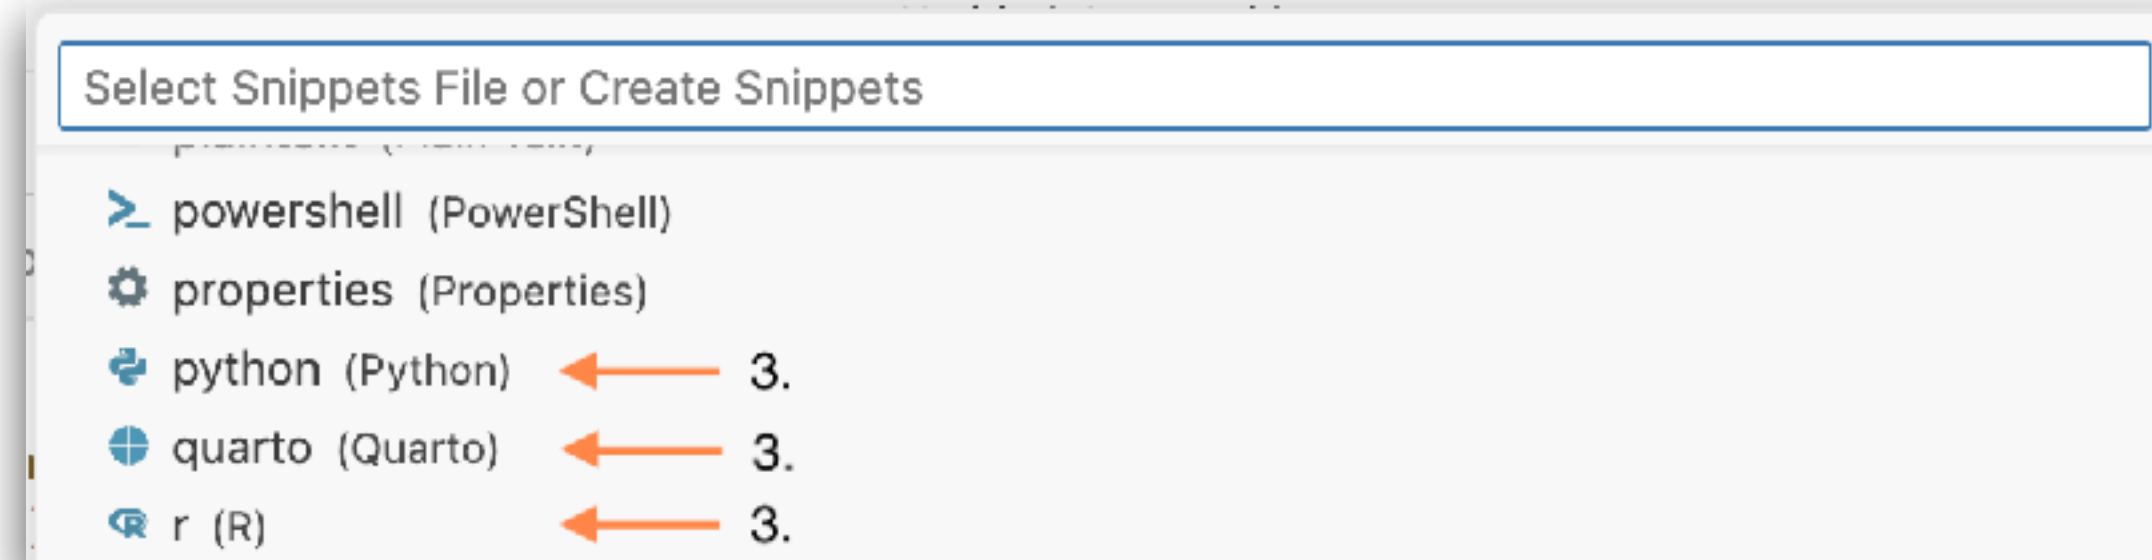 Select Snippets File or Create Snippets
powershell (PowerShell)
properties (Properties)
python (Python) 3.
quarto (Quarto) 3.
r (R) 3.